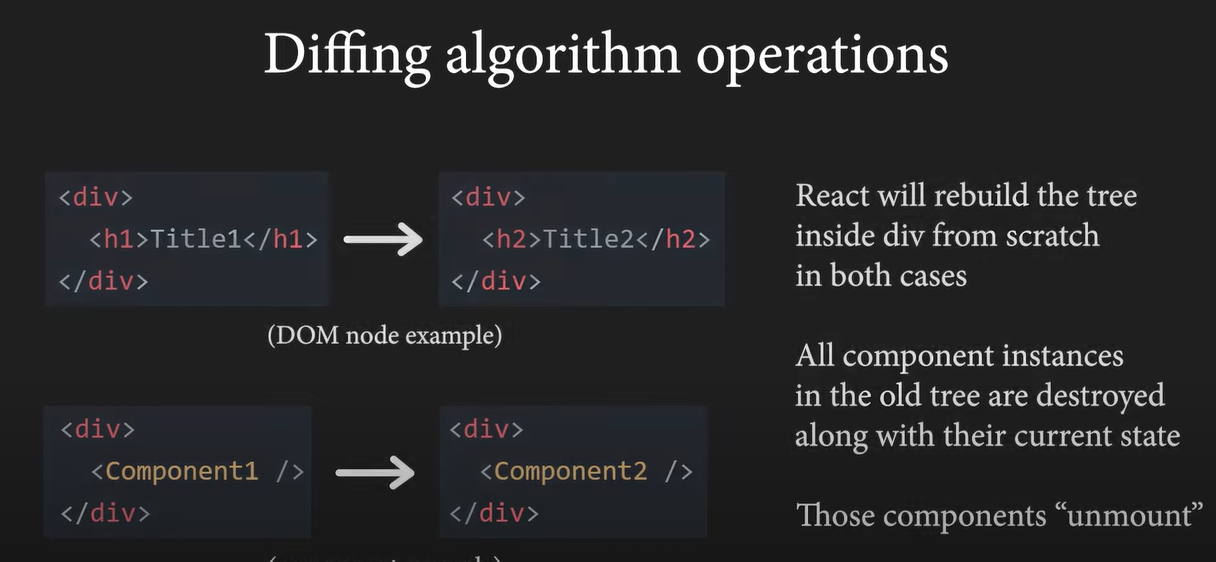 Diffing algorithm operations
<div>
<h1>Title1</h1>
</div>
<div>
<h2>Title2</h2>
</div>
(DOM node example)
<div>
<Component1 />
</div>
<div>
<Component2 />
</div>
React will rebuild the tree
inside div from scratch
in both cases
All component instances
in the old tree are destroyed
along with their current state
Those components “unmount”